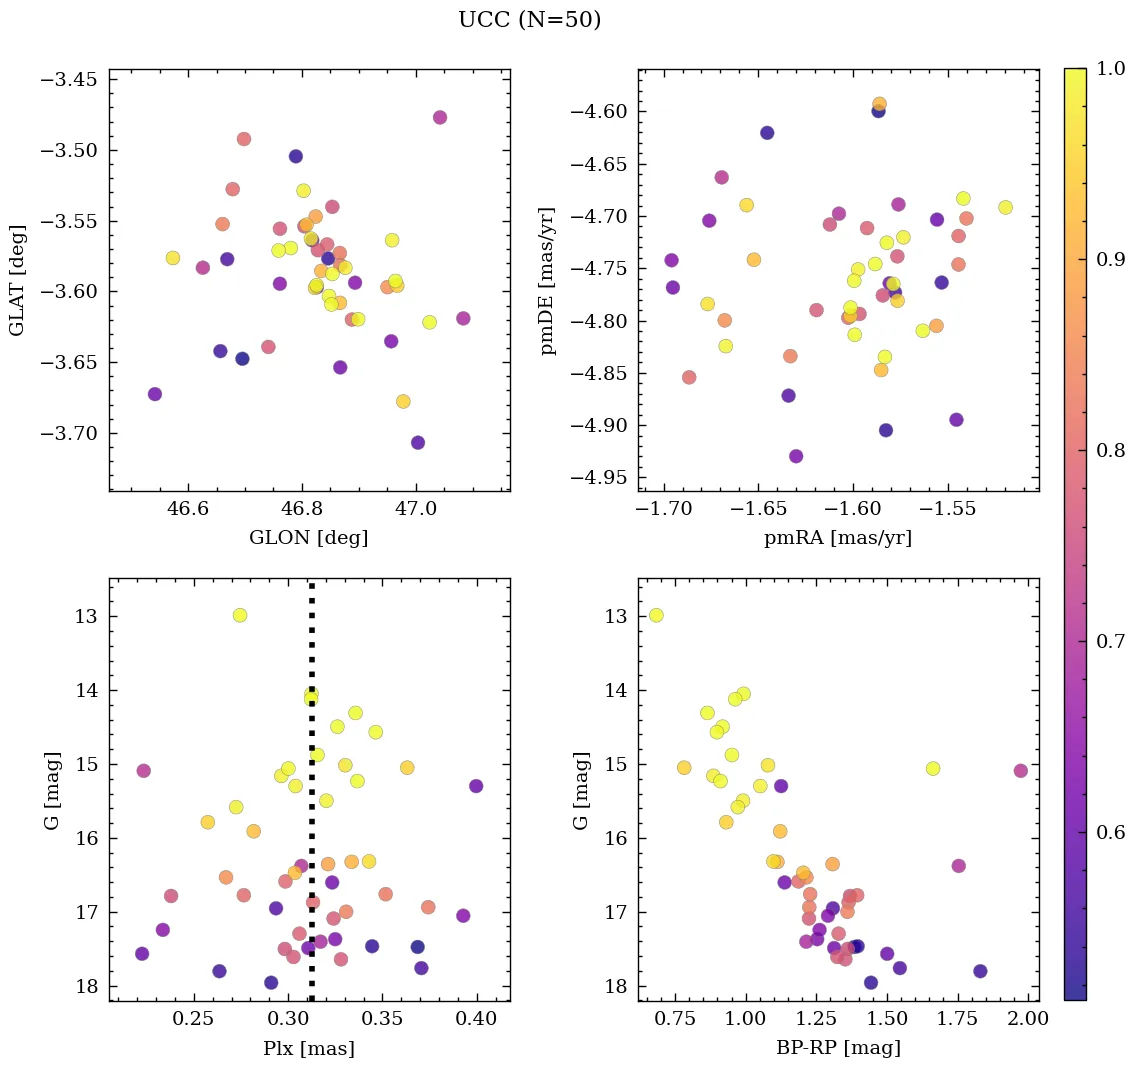 UCC (N=50)
−3.45
−3.50
−3.55
−3.60
−3.65
−3.70
GLAT [deg]
46.6 46.8 47.0
GLON [deg]
−4.60
−4.65
−4.70
−4.75
−4.80
−4.85
−4.90
−4.95
pmDE [mas/yr]
−1.70 −1.65 −1.60 −1.55
pmRA [mas/yr]
13
14
15
16
17
18
G [mag]
0.25 0.30 0.35 0.40
Plx [mas]
13
14
15
16
17
18
G [mag]
0.75 1.00 1.25 1.50 1.75 2.00
BP-RP [mag]
1.0
0.9
0.8
0.7
0.6